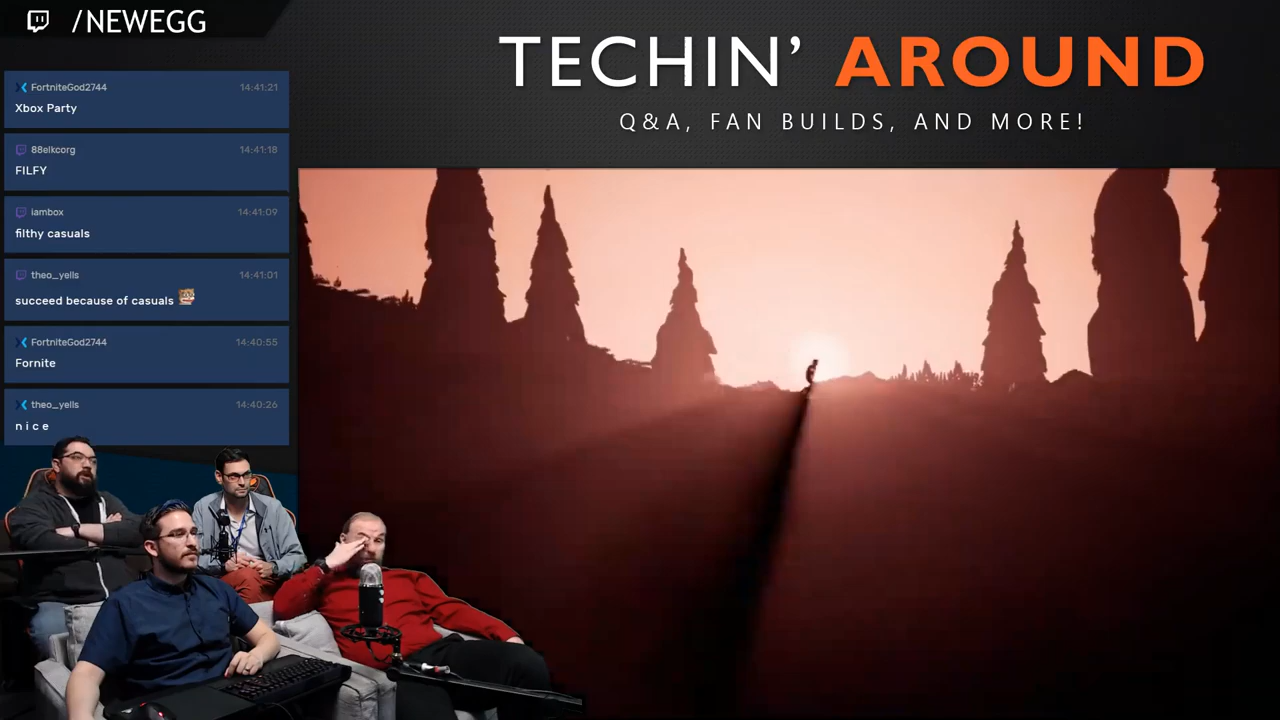 /NEWEGG
TECHIN’ AROUND
Q&A, FAN BUILDS, AND MORE!
FortniteGod2744 14:41:21
Xbox Party
88elkcorg 14:41:18
FILFY
iambox 14:41:09
filthy casuals
theo_yells 14:41:01
succeed because of casuals
FortniteGod2744 14:40:55
Fornite
theo_yells 14:40:26
n i c e